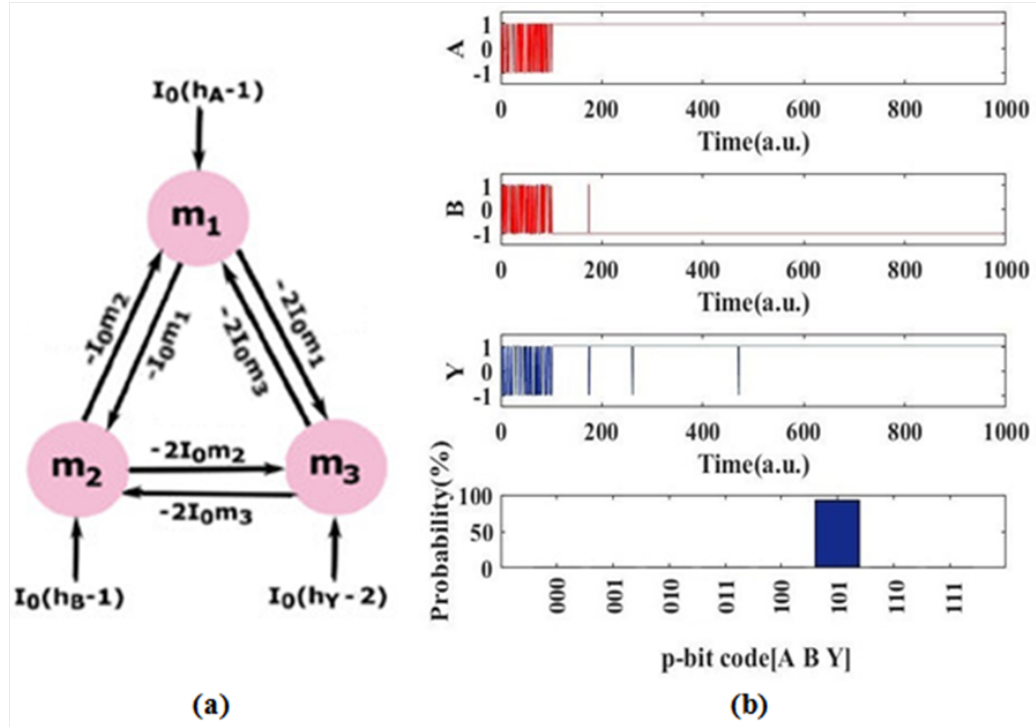 I₀(hA-1)
m₁
-I₀m₂
-I₀m₁
-2I₀m₃
-2I₀m₁
m₂
-2I₀m₂
-2I₀m₃
m₃
I₀(hB-1)
I₀(hY-2)
(a)
A
1
0
-1
0 200 400 600 800 1000
Time(a.u.)
B
1
0
-1
0 200 400 600 800 1000
Time(a.u.)
Y
1
0
-1
0 200 400 600 800 1000
Time(a.u.)
Probability(%)
100
50
0
000 001 010 011 100 101 110 111
p-bit code[A B Y]
(b)